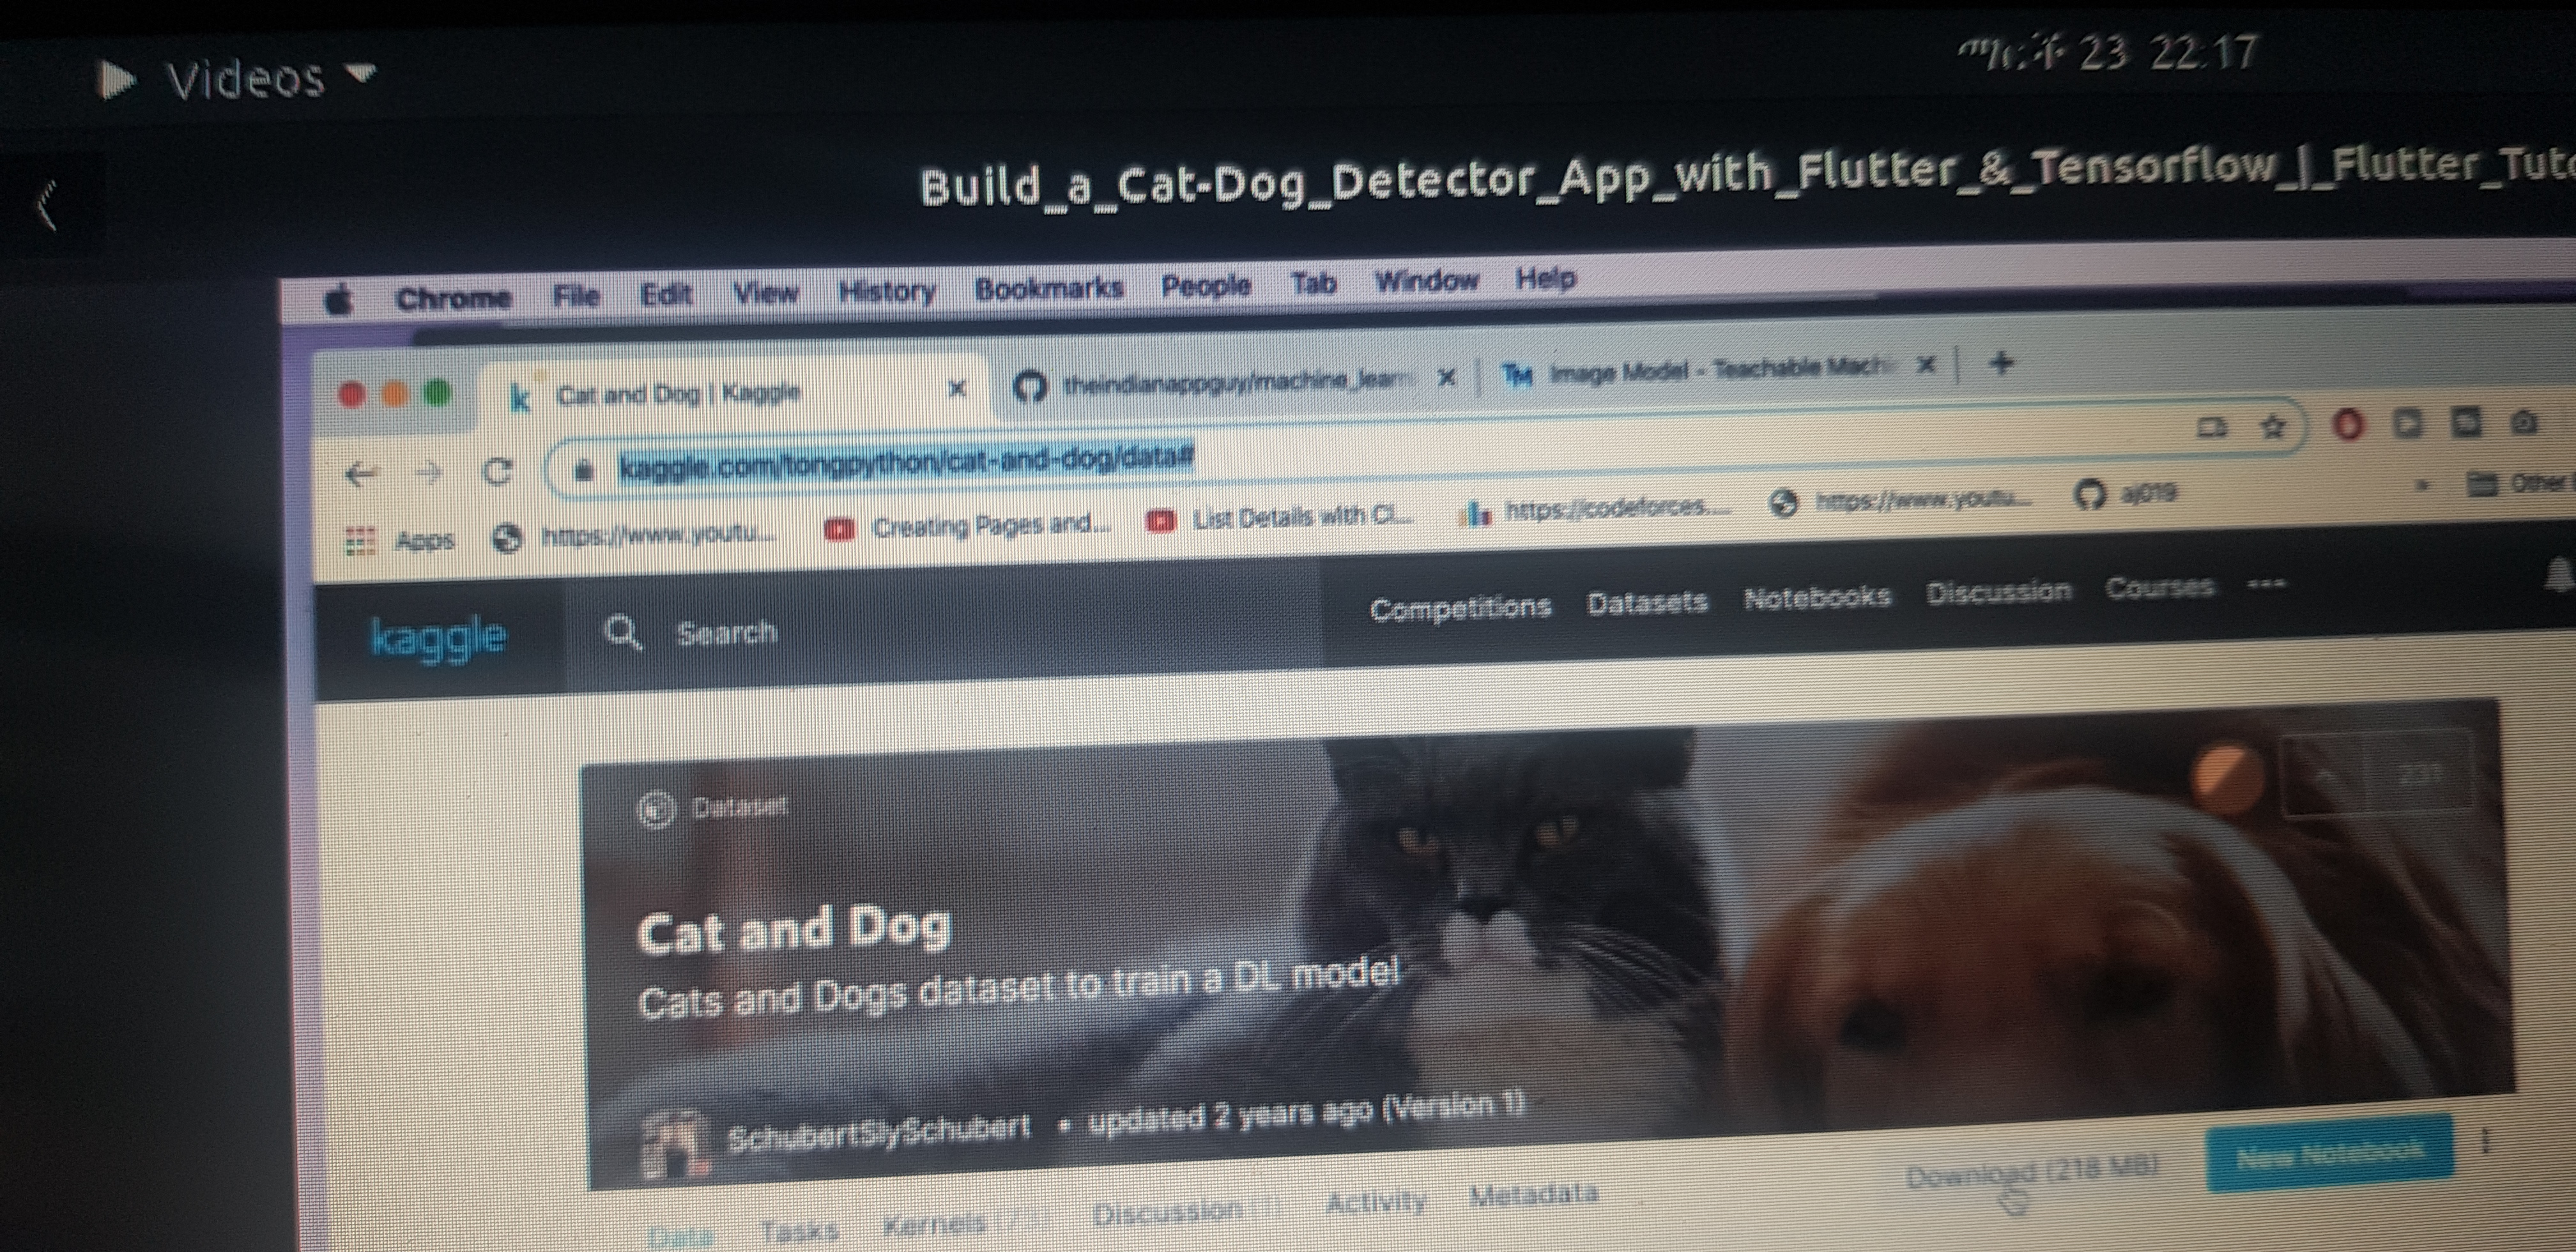 Videos
ማርች 23 22:17
Build_a_Cat-Dog_Detector_App_with_Flutter_&_Tensorflow_|_Flutter_Tuto
Chrome File Edit View History Bookmarks People Tab Window Help
Cat and Dog | Kaggle
theindianappguy/machine_learn
TM Image Model - Teachable Machi
kaggle.com/tongpython/cat-and-dog/data#
Apps https://www.youtu... Creating Pages and... List Details with Cl... https://codeforces.... https://www.youtu... aj019 » Other
kaggle Search Competitions Datasets Notebooks Discussion Courses
Dataset
231
Cat and Dog
Cats and Dogs dataset to train a DL model
SchubertSlySchubert • updated 2 years ago (Version 1)
Data Tasks Kernels Discussion Activity Metadata Download (218 MB) New Notebook